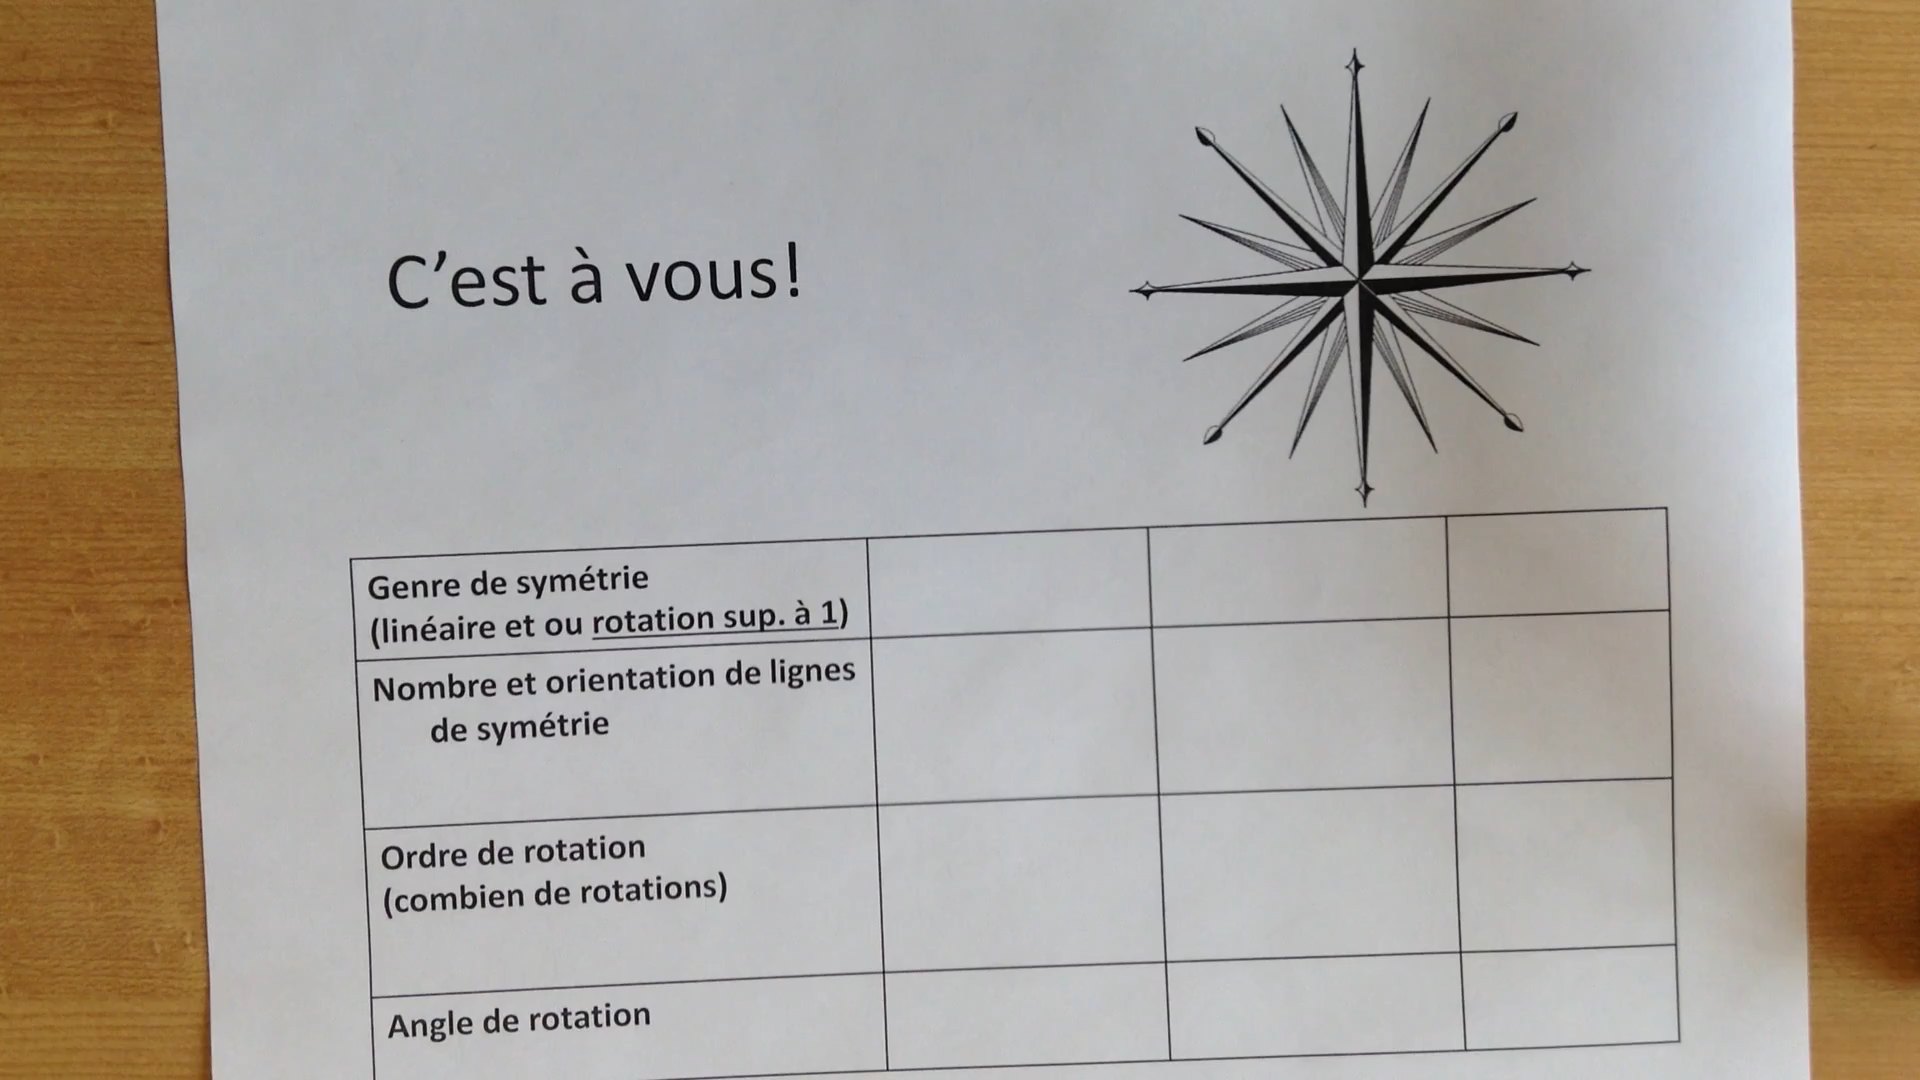 C’est à vous!
Genre de symétrie
(linéaire et ou rotation sup. à 1)
Nombre et orientation de lignes
de symétrie
Ordre de rotation
(combien de rotations)
Angle de rotation